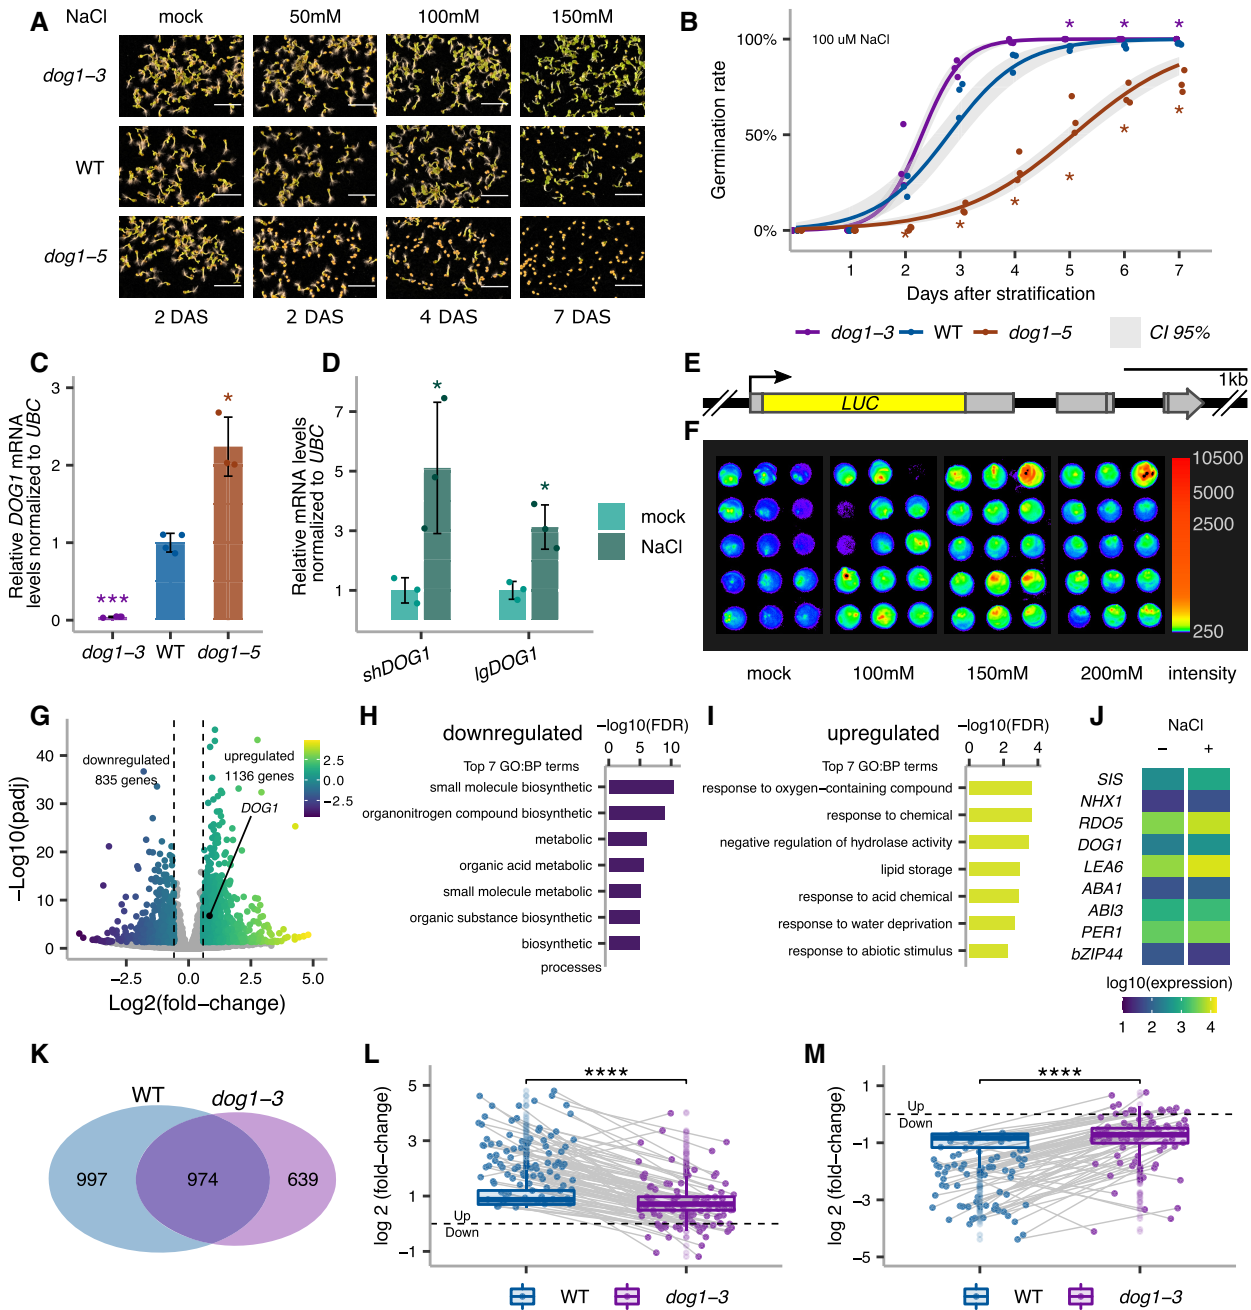 A
NaCl mock 50mM 100mM 150mM
dog1−3
WT
dog1−5
2 DAS 2 DAS 4 DAS 7 DAS
B
100 uM NaCl
Germination rate
100%
50%
0%
* * *
* * * * * *
1 2 3 4 5 6 7
Days after stratification
dog1−3 WT dog1−5 CI 95%
C
Relative DOG1 mRNA
levels normalized to UBC
3
2
1
0
***
*
dog1−3 WT dog1−5
D
Relative mRNA levels
normalized to UBC
7
5
3
1
*
*
shDOG1 lgDOG1
mock
NaCl
E
1kb
LUC
F
10500
5000
2500
250
mock 100mM 150mM 200mM intensity
G
−Log10(padj)
40
30
20
10
0
downregulated
835 genes
upregulated
1136 genes
DOG1
2.5
0.0
−2.5
−2.5 0.0 2.5 5.0
Log2(fold−change)
H
downregulated
−log10(FDR)
0 5 10
Top 7 GO:BP terms
small molecule biosynthetic
organonitrogen compound biosynthetic
metabolic
organic acid metabolic
small molecule metabolic
organic substance biosynthetic
biosynthetic
processes
I
upregulated
−log10(FDR)
0 2 4
Top 7 GO:BP terms
response to oxygen−containing compound
response to chemical
negative regulation of hydrolase activity
lipid storage
response to acid chemical
response to water deprivation
response to abiotic stimulus
J
NaCl
− +
SIS
NHX1
RDO5
DOG1
LEA6
ABA1
ABI3
PER1
bZIP44
log10(expression)
1 2 3 4
K
WT dog1−3
997 974 639
L
log 2 (fold−change)
5
3
1
−1
****
Up
Down
WT dog1−3
M
log 2 (fold−change)
1
−1
−3
−5
****
Up
Down
WT dog1−3